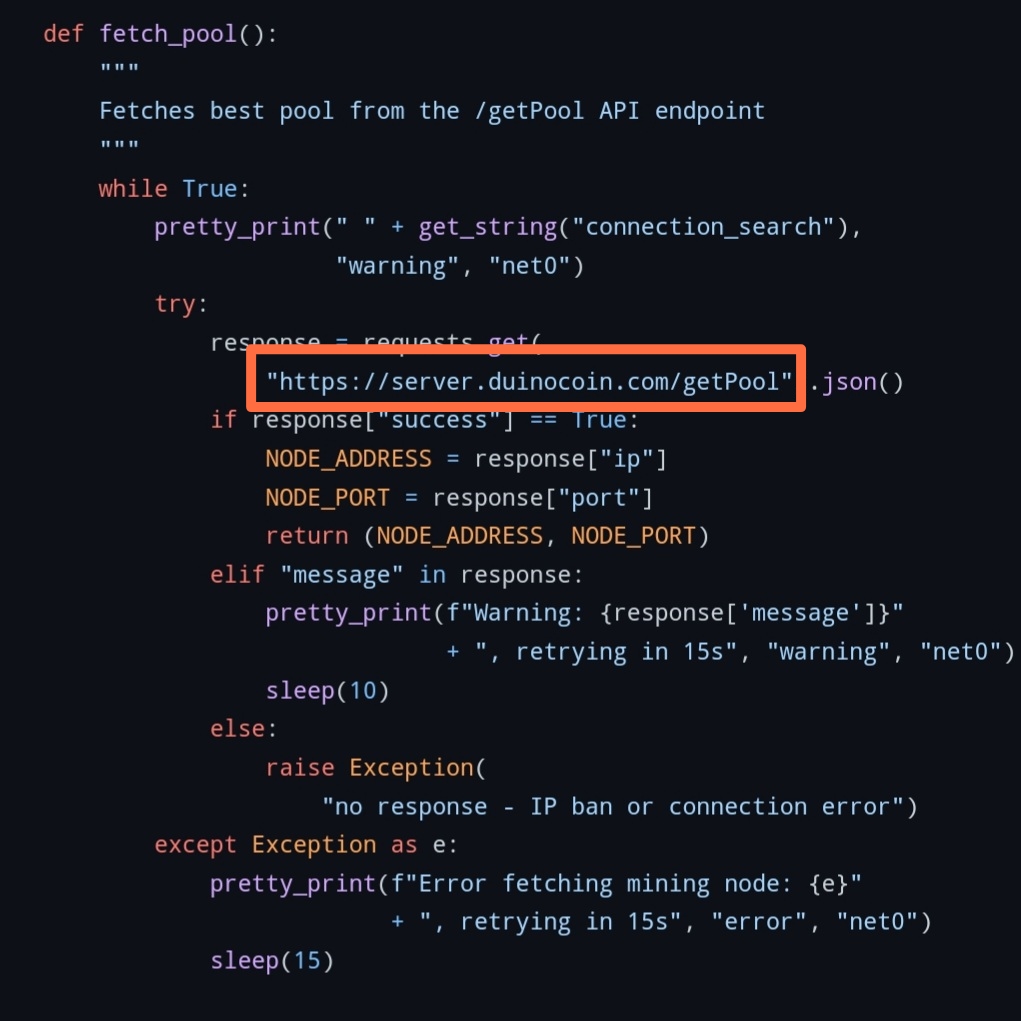 def fetch_pool():
"""
Fetches best pool from the /getPool API endpoint
"""
while True:
pretty_print(" " + get_string("connection_search"),
"warning", "net0")
try:
response = requests.get(
"https://server.duinocoin.com/getPool" .json()
if response["success"] == True:
NODE_ADDRESS = response["ip"]
NODE_PORT = response["port"]
return (NODE_ADDRESS, NODE_PORT)
elif "message" in response:
pretty_print(f"Warning: {response['message']}"
+ ", retrying in 15s", "warning", "net0")
sleep(10)
else:
raise Exception(
"no response - IP ban or connection error")
except Exception as e:
pretty_print(f"Error fetching mining node: {e}"
+ ", retrying in 15s", "error", "net0")
sleep(15)